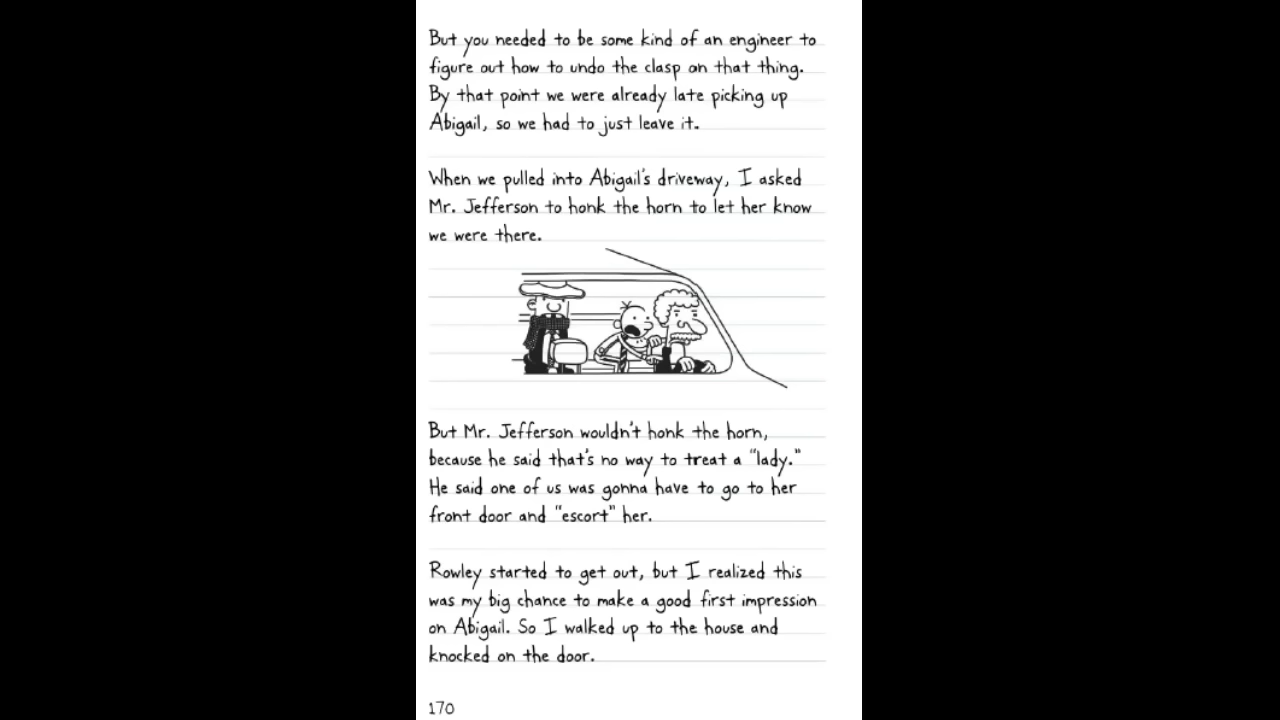 But you needed to be some kind of an engineer to
figure out how to undo the clasp on that thing.
By that point we were already late picking up
Abigail, so we had to just leave it.
When we pulled into Abigail's driveway, I asked
Mr. Jefferson to honk the horn to let her know
we were there.
But Mr. Jefferson wouldn't honk the horn,
because he said that's no way to treat a "lady."
He said one of us was gonna have to go to her
front door and "escort" her.
Rowley started to get out, but I realized this
was my big chance to make a good first impression
on Abigail. So I walked up to the house and
knocked on the door.
170